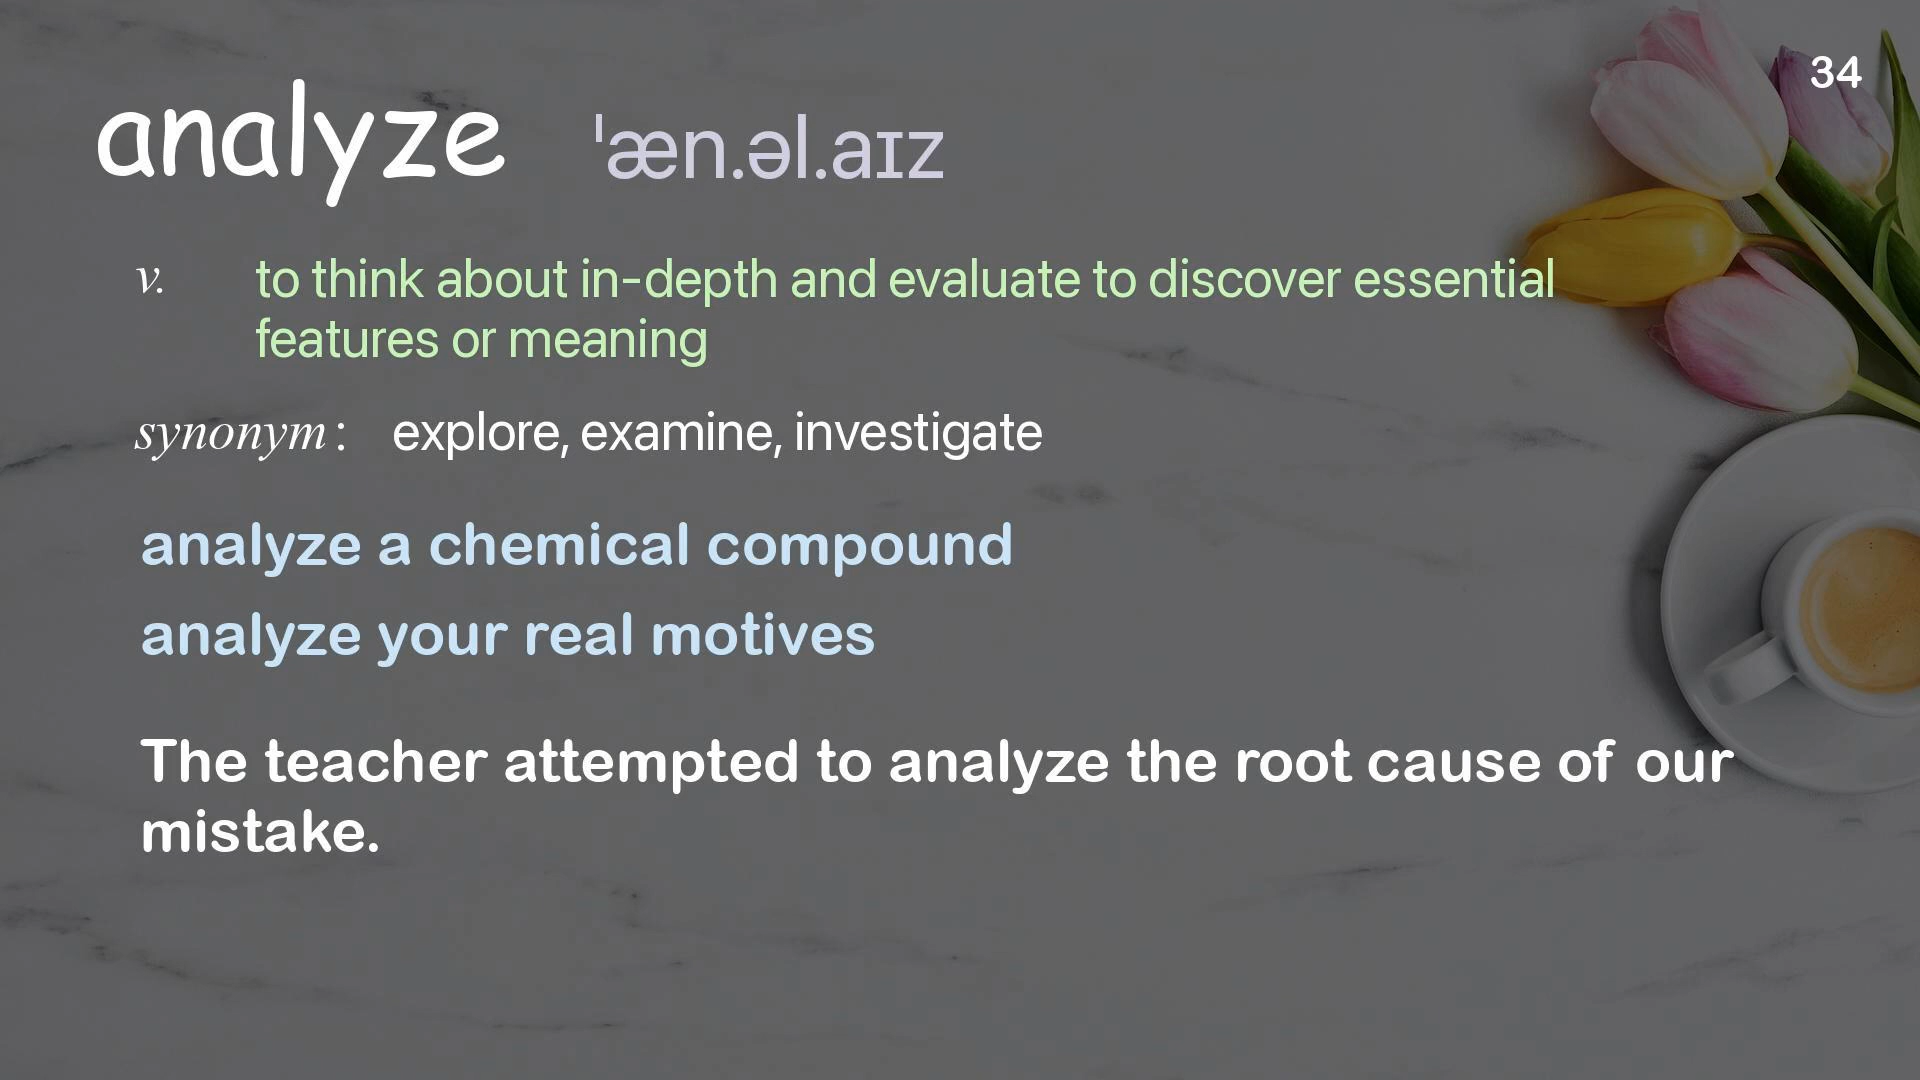 34
analyze ˈæn.əl.aɪz
v. to think about in-depth and evaluate to discover essential
features or meaning
synonym: explore, examine, investigate
analyze a chemical compound
analyze your real motives
The teacher attempted to analyze the root cause of our
mistake.